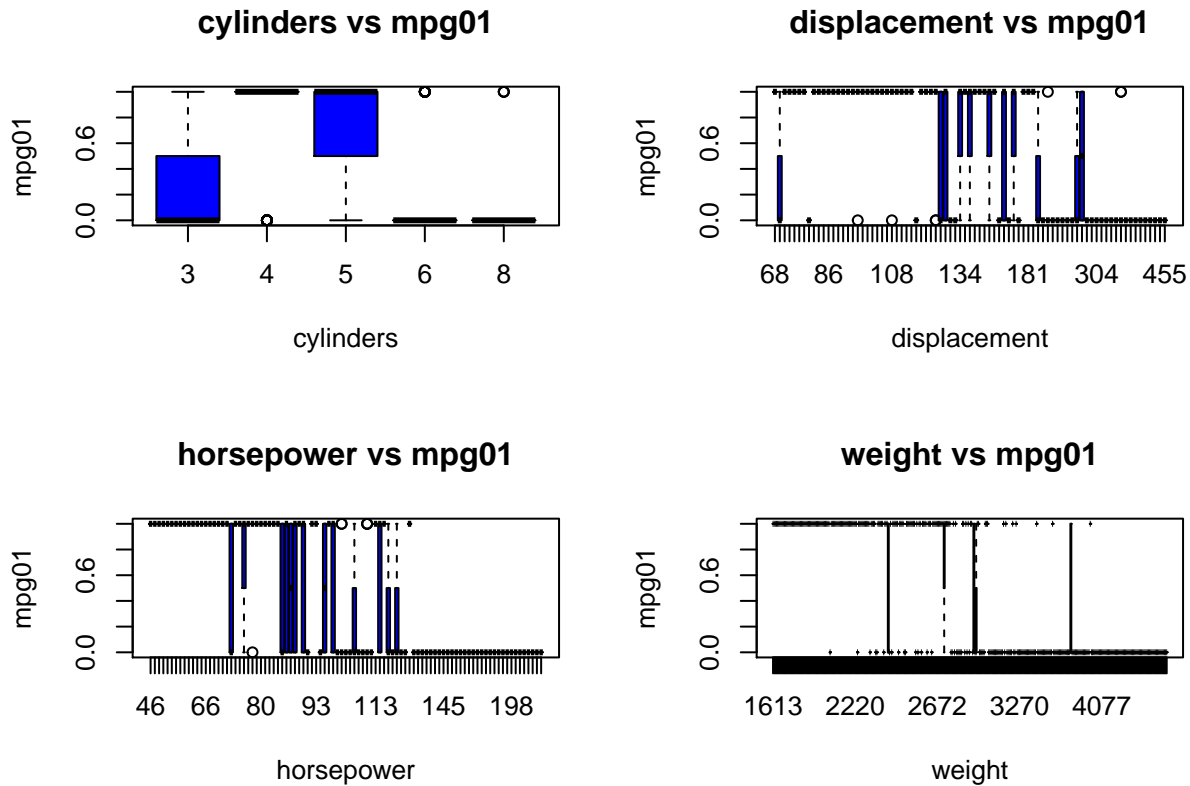 cylinders vs mpg01
mpg01
0.0 0.6
3 4 5 6 8
cylinders
displacement vs mpg01
mpg01
0.0 0.6
68 86 108 134 181 304 455
displacement
horsepower vs mpg01
mpg01
0.0 0.6
46 66 80 93 113 145 198
horsepower
weight vs mpg01
mpg01
0.0 0.6
1613 2220 2672 3270 4077
weight